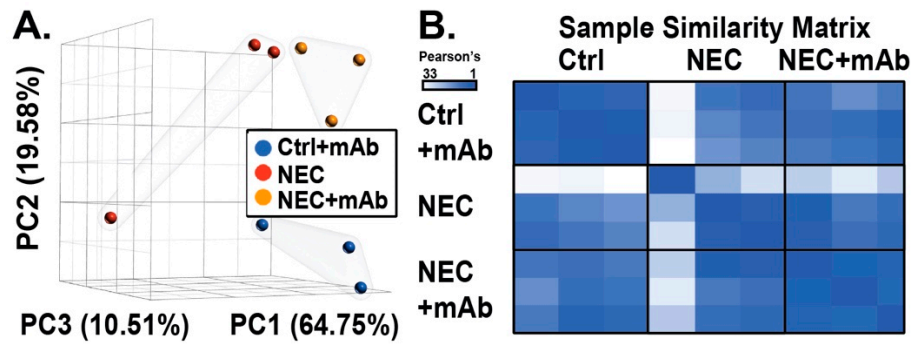 A.
PC2 (19.58%)
Ctrl+mAb
NEC
NEC+mAb
PC3 (10.51%)
PC1 (64.75%)
B.
Sample Similarity Matrix
Pearson's
33 1
Ctrl NEC NEC+mAb
Ctrl
+mAb
NEC
NEC
+mAb